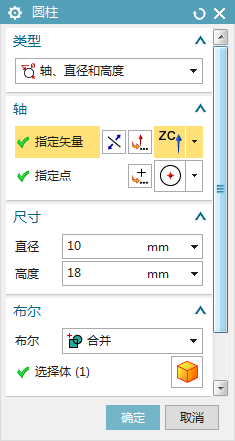 圆柱
类型
轴、直径和高度
轴
指定矢量
ZC
指定点
尺寸
直径 10 mm
高度 18 mm
布尔
布尔 合并
选择体 (1)
确定 取消